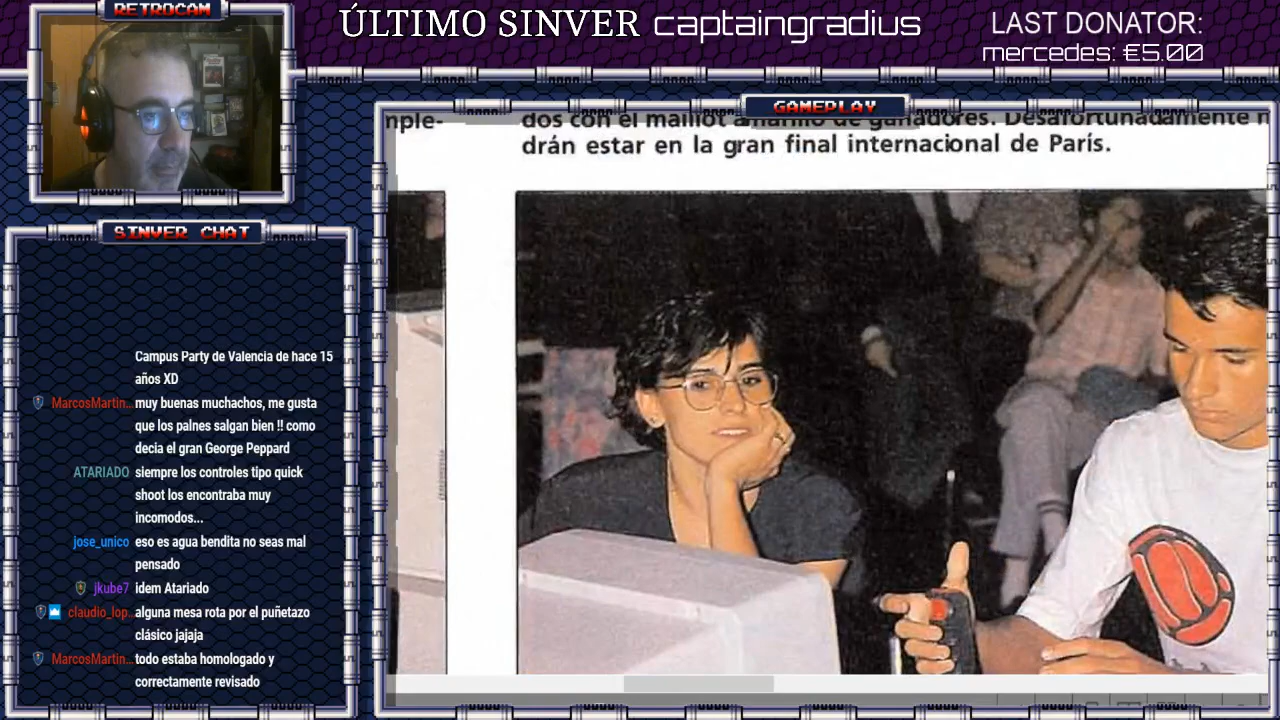 RETROCAM
ÚLTIMO SINVER captaingradius
LAST DONATOR:
mercedes: €5.00
GAMEPLAY
dos con el maillot amarillo de ganadores. Desafortunadamente
drán estar en la gran final internacional de París.
SINVER CHAT
Campus Party de Valencia de hace 15
años XD
MarcosMartin... muy buenas muchachos, me gusta
que los palnes salgan bien !! como
decia el gran George Peppard
ATARIADO siempre los controles tipo quick
shoot los encontraba muy
incomodos...
jose_unico eso es agua bendita no seas mal
pensado
jkube7 idem Atariado
claudio_lop... alguna mesa rota por el puñetazo
clásico jajaja
MarcosMartin... todo estaba homologado y
correctamente revisado